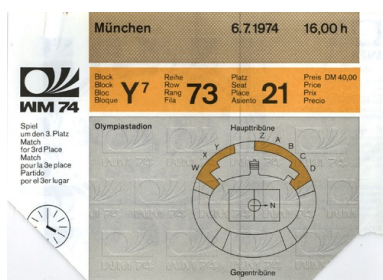 München 6.7.1974 16,00 h
WM 74
Block
Block
Bloc
Bloque
Y7
Reihe
Row
Rang
Fila
73
Platz
Seat
Place
Asiento
21
Preis DM 40,00
Price
Prix
Precio
Spiel
um den 3. Platz
Match
for 3rd Place
Match
pour la 3e place
Partido
por el 3er lugar
Olympiastadion
Haupttribüne
W X Y Z A B C D
N
Gegentribüne